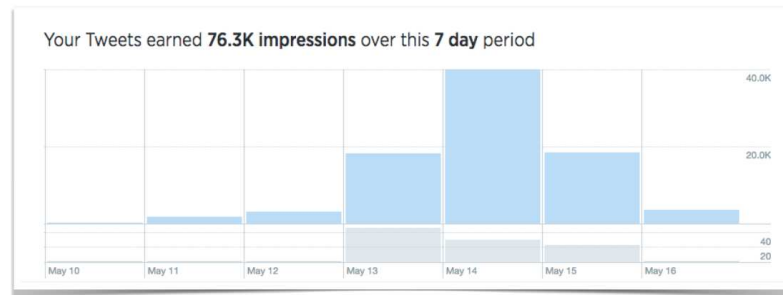 Your Tweets earned 76.3K impressions over this 7 day period
40.0K
20.0K
40
20
May 10 May 11 May 12 May 13 May 14 May 15 May 16